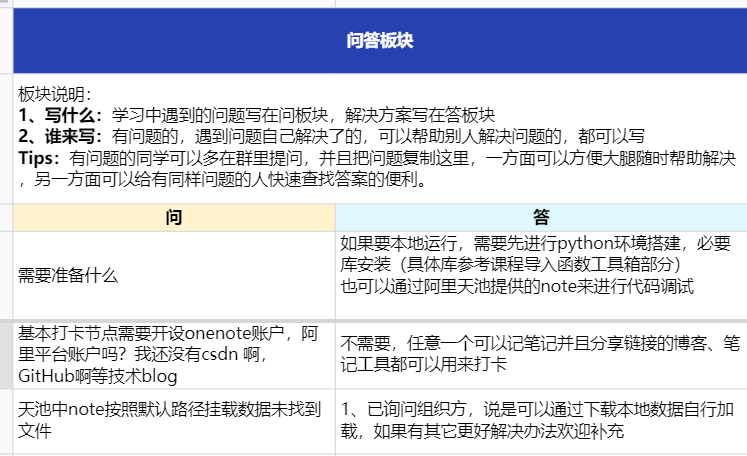 问答板块
板块说明：
1、写什么：学习中遇到的问题写在问板块，解决方案写在答板块
2、谁来写：有问题的，遇到问题自己解决了的，可以帮助别人解决问题的，都可以写
Tips：有问题的同学可以多在群里提问，并且把问题复制这里，一方面可以方便大腿随时帮助解决
，另一方面可以给有同样问题的人快速查找答案的便利。
问
答
需要准备什么
如果要本地运行，需要先进行python环境搭建，必要
库安装（具体库参考课程导入函数工具箱部分）
也可以通过阿里天池提供的note来进行代码调试
基本打卡节点需要开设onenote账户，阿
里平台账户吗？我还没有csdn 啊，
GitHub啊等技术blog
不需要，任意一个可以记笔记并且分享链接的博客、笔
记工具都可以用来打卡
天池中note按照默认路径挂载数据未找到
文件
1、已询问组织方，说是可以通过下载本地数据自行加
载，如果有其它更好解决办法欢迎补充